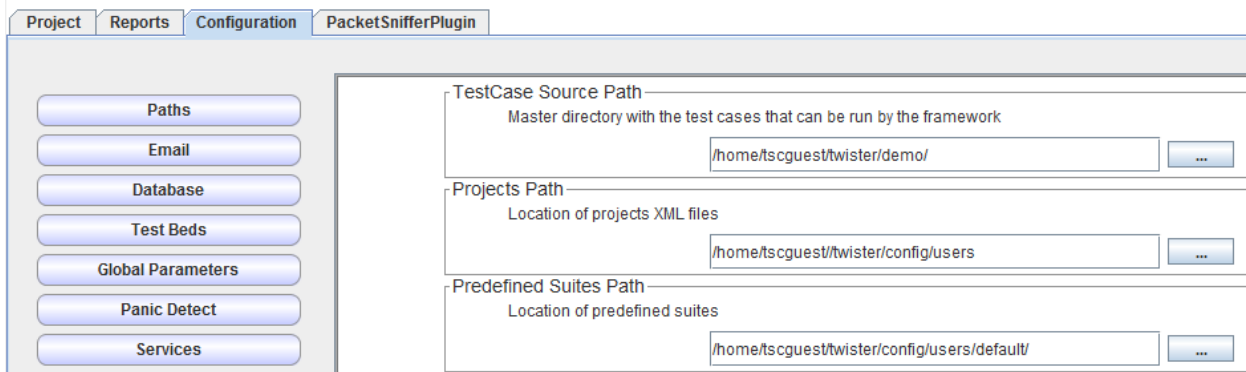 Project Reports Configuration PacketSnifferPlugin
Paths
Email
Database
Test Beds
Global Parameters
Panic Detect
Services
TestCase Source Path
Master directory with the test cases that can be run by the framework
/home/tscguest/twister/demo/ ...
Projects Path
Location of projects XML files
/home/tscguest//twister/config/users ...
Predefined Suites Path
Location of predefined suites
/home/tscguest/twister/config/users/default/ ...